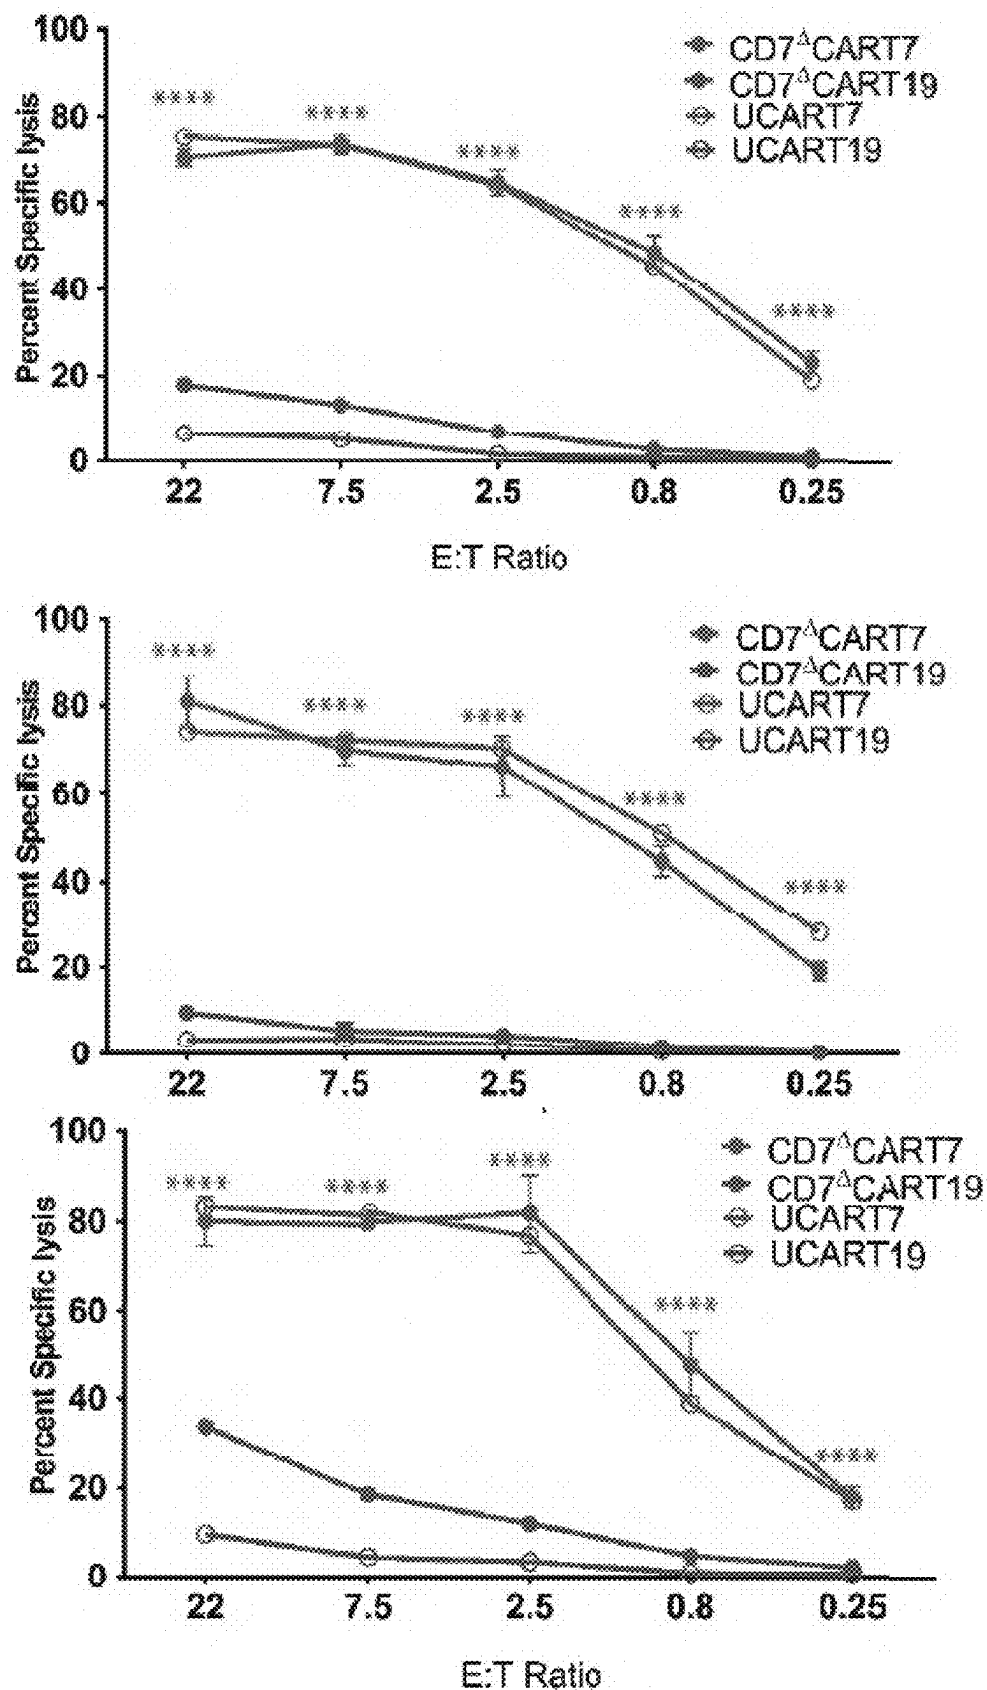 100
80
60
40
20
0
Percent Specific lysis
****
****
****
****
****
CD7ΔCART7
CD7ΔCART19
UCART7
UCART19
22 7.5 2.5 0.8 0.25
E:T Ratio
100
80
60
40
20
0
Percent Specific lysis
****
****
****
****
****
CD7ΔCART7
CD7ΔCART19
UCART7
UCART19
22 7.5 2.5 0.8 0.25
100
80
60
40
20
0
Percent Specific lysis
****
****
****
****
****
CD7ΔCART7
CD7ΔCART19
UCART7
UCART19
22 7.5 2.5 0.8 0.25
E:T Ratio